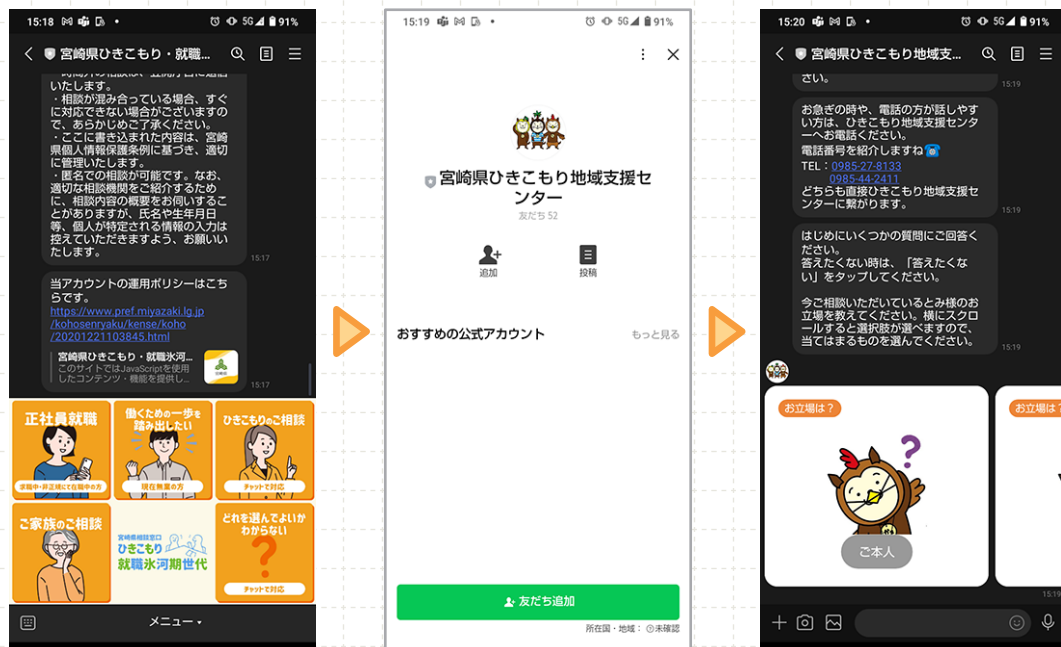 15:18
5G
91%
宮崎県ひきこもり・就職...
いたします。
・相談が混み合っている場合、すぐ
に対応できない場合がございますの
で、あらかじめご了承ください。
・ここに書き込まれた内容は、宮崎
県個人情報保護条例に基づき、適切
に管理いたします。
・匿名での相談が可能です。なお、
適切な相談機関をご紹介するため
に、相談内容の概要をお伺いするこ
とがありますが、氏名や生年月日
等、個人が特定される情報の入力は
控えていただきますよう、お願いい
たします。
15:17
当アカウントの運用ポリシーはこち
らです。
https://www.pref.miyazaki.lg.jp
/kohosenryaku/kense/koho
/20201221103845.html
宮崎県ひきこもり・就職氷河...
このサイトではJavaScriptを使用
したコンテンツ・機能を提供し...
15:17
正社員就職
求職中・非正規にて在職中の方
働くための一歩を
踏み出したい
現在無業の方
ひきこもりのご相談
チャットで対応
ご家族のご相談
宮崎県相談窓口
ひきこもり
就職氷河期世代
どれを選んでよいか
わからない
?
チャットで対応
メニュー
15:19
5G
91%
宮崎県ひきこもり地域支援セ
ンター
友だち 52
追加
投稿
おすすめの公式アカウント
もっと見る
友だち追加
所在国・地域：
未確認
15:20
5G
91%
宮崎県ひきこもり地域支...
さい。
15:19
お急ぎの時や、電話の方が話しやす
い方は、ひきこもり地域支援センタ
ーへお電話ください。
電話番号を紹介しますね
TEL：0985-27-8133
0985-44-2411
どちらも直接ひきこもり地域支援セ
ンターに繋がります。
15:19
はじめにいくつかの質問にご回答く
ださい。
答えたくない時は、「答えたくな
い」をタップしてください。
今ご相談いただいているとみ様のお
立場を教えてください。横にスクロ
ールすると選択肢が選べますので、
当てはまるものを選んでください。
15:19
お立場は？
?
ご本人
お立場は？
15:19